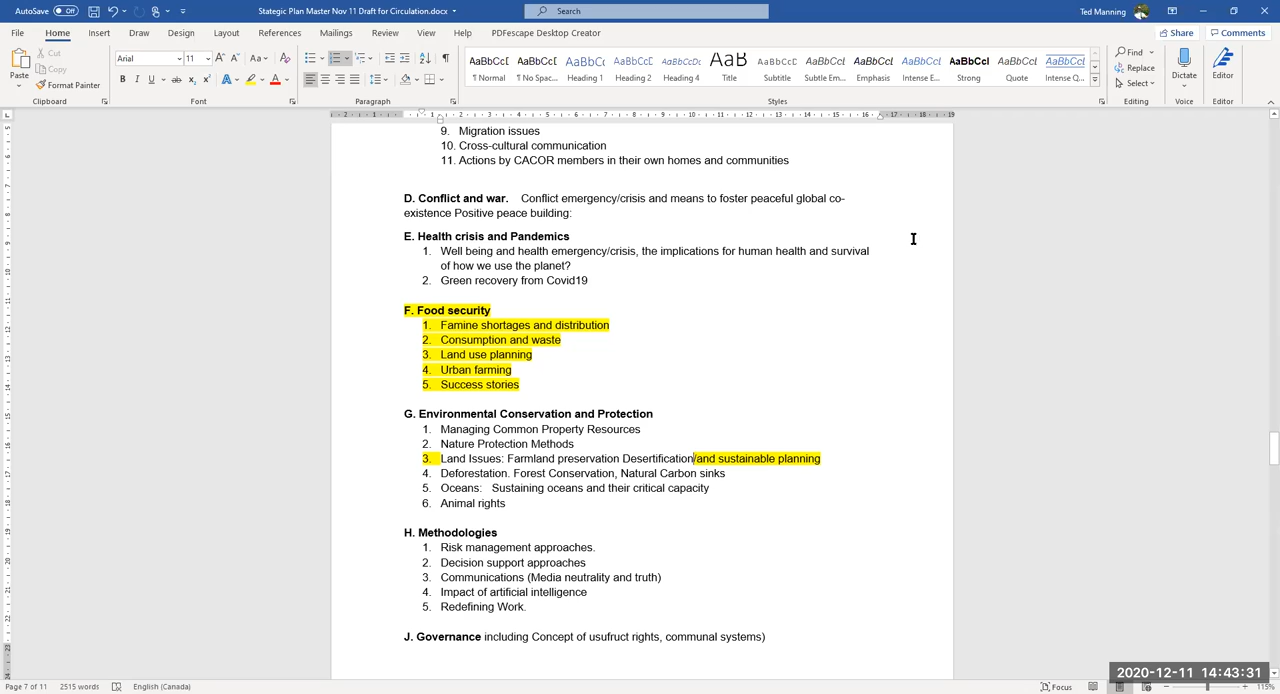 AutoSave Off Stategic Plan Master Nov 11 Draft for Circulation.docx Search Ted Manning
File Home Insert Draw Design Layout References Mailings Review View Help PDFescape Desktop Creator Share Comments
Paste Cut Copy Format Painter
Arial 11
AaBbCcI AaBbCcI AaBbC( AaBbCcI AaBbCcD AaB AaBbCcC AaBbCcI AaBbCcI AaBbCcI AaBbCcI AaBbCcI AaBbCcI
¶ Normal ¶ No Spac... Heading 1 Heading 2 Heading 4 Title Subtitle Subtle Em... Emphasis Intense E... Strong Quote Intense Q...
Find Replace Select Dictate Editor
Clipboard Font Paragraph Styles Editing Voice Editor
9. Migration issues
10. Cross-cultural communication
11. Actions by CACOR members in their own homes and communities
D. Conflict and war. Conflict emergency/crisis and means to foster peaceful global co-
existence Positive peace building:
E. Health crisis and Pandemics
1. Well being and health emergency/crisis, the implications for human health and survival
of how we use the planet?
2. Green recovery from Covid19
F. Food security
1. Famine shortages and distribution
2. Consumption and waste
3. Land use planning
4. Urban farming
5. Success stories
G. Environmental Conservation and Protection
1. Managing Common Property Resources
2. Nature Protection Methods
3. Land Issues: Farmland preservation Desertification/and sustainable planning
4. Deforestation. Forest Conservation, Natural Carbon sinks
5. Oceans: Sustaining oceans and their critical capacity
6. Animal rights
H. Methodologies
1. Risk management approaches.
2. Decision support approaches
3. Communications (Media neutrality and truth)
4. Impact of artificial intelligence
5. Redefining Work.
J. Governance including Concept of usufruct rights, communal systems)
Page 7 of 11 2515 words English (Canada) Focus 115%
2020-12-11 14:43:31